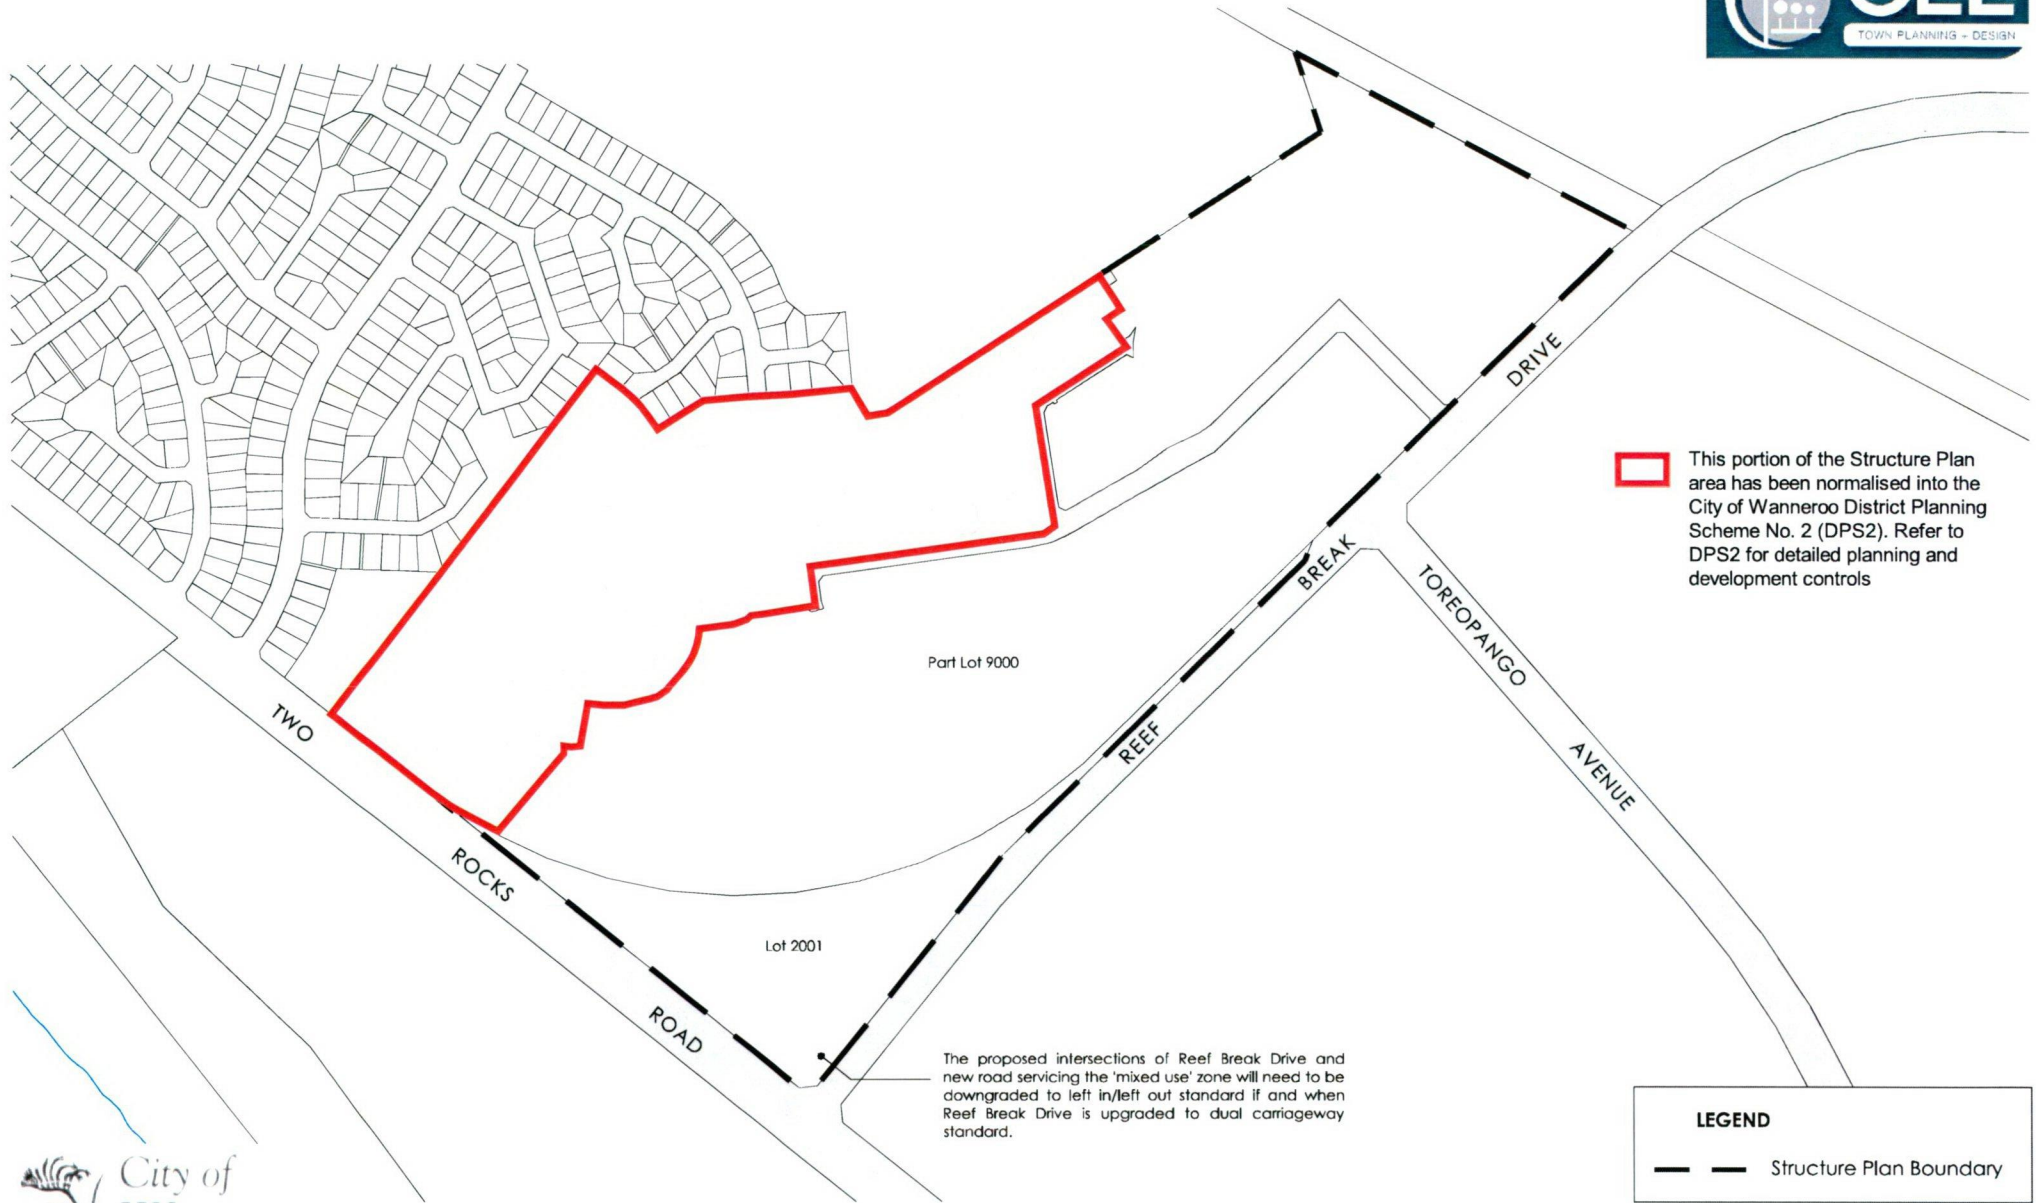 TOWN PLANNING + DESIGN
DRIVE
This portion of the Structure Plan
area has been normalised into the
City of Wanneroo District Planning
Scheme No. 2 (DPS2). Refer to
DPS2 for detailed planning and
development controls
BREAK
TOREOPANGO
Part Lot 9000
TWO
REEF
AVENUE
ROCKS
Lot 2001
ROAD
The proposed intersections of Reef Break Drive and
new road servicing the 'mixed use' zone will need to be
downgraded to left in/left out standard if and when
Reef Break Drive is upgraded to dual carriageway
standard.
LEGEND
Structure Plan Boundary
City of